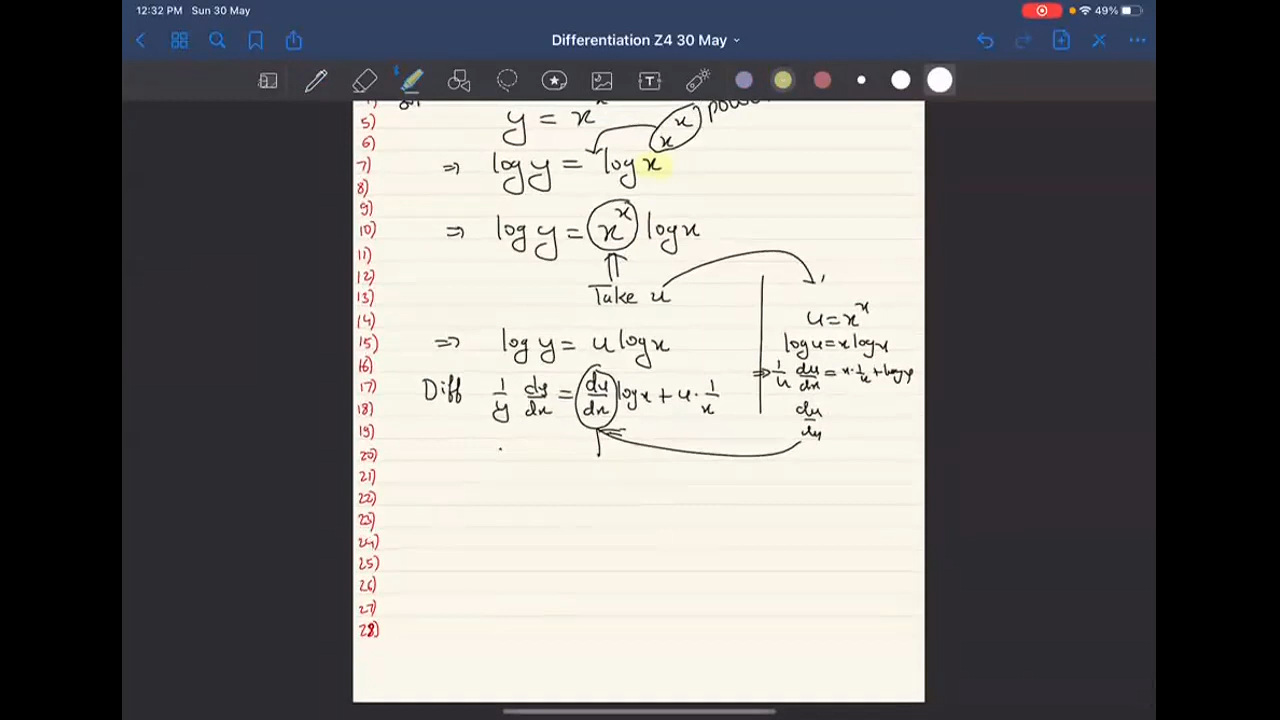 12:32 PM Sun 30 May 49%
Differentiation Z4 30 May
4)
5) y = x^x
6) x^x power
7) ⇒ log y = log x
8)
9)
10) ⇒ log y = x^x log x
11)
12)
13) Take u
14) u = x^x
15) ⇒ log y = u log x log u = x log x
16)
17) Diff 1/y dy/dx = du/dx log x + u · 1/x ⇒ 1/u du/dx = x · 1/x + log x
18) du/dy
19)
20)
21)
22)
23)
24)
25)
26)
27)
28)